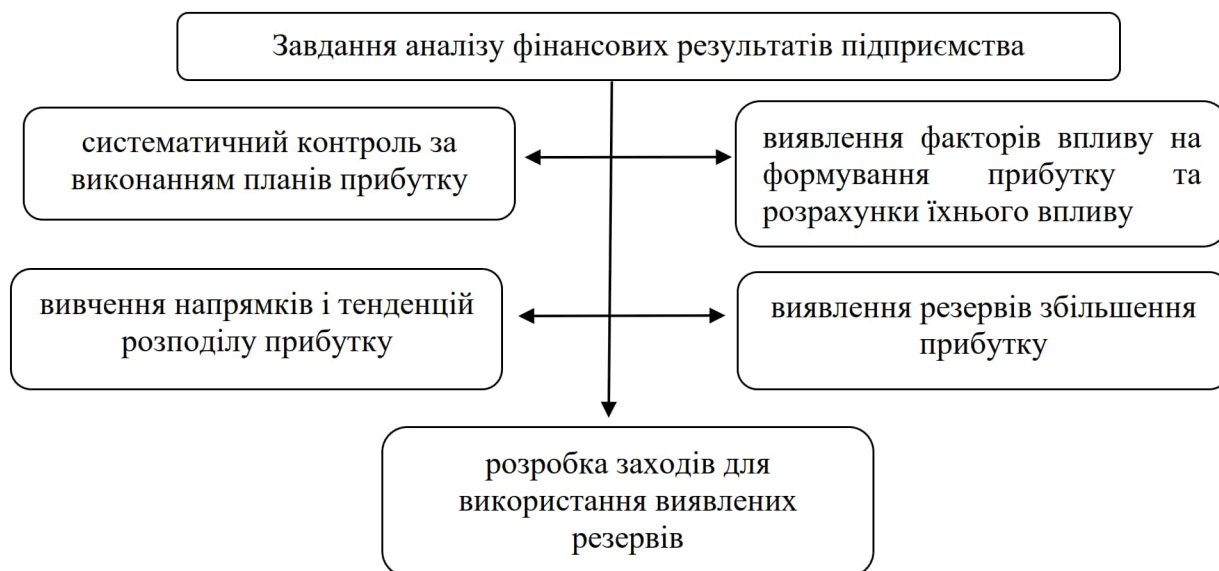 Завдання аналізу фінансових результатів підприємства
систематичний контроль за
виконанням планів прибутку
виявлення факторів впливу на
формування прибутку та
розрахунки їхнього впливу
вивчення напрямків і тенденцій
розподілу прибутку
виявлення резервів збільшення
прибутку
розробка заходів для
використання виявлених
резервів